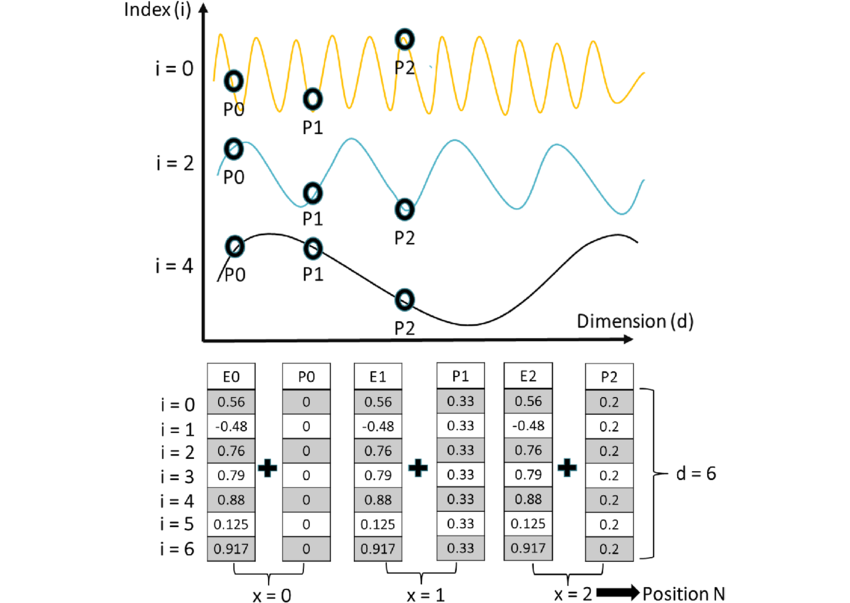 Index (i)
i = 0
P0
P1
P2
i = 2
P0
P1
P2
i = 4
P0
P1
P2
Dimension (d)
E0 P0 E1 P1 E2 P2
i = 0 0.56 0 0.56 0.33 0.56 0.2
i = 1 -0.48 0 -0.48 0.33 -0.48 0.2
i = 2 0.76 + 0 0.76 + 0.33 0.76 + 0.2
i = 3 0.79 0 0.79 0.33 0.79 0.2 d = 6
i = 4 0.88 0 0.88 0.33 0.88 0.2
i = 5 0.125 0 0.125 0.33 0.125 0.2
i = 6 0.917 0 0.917 0.33 0.917 0.2
x = 0 x = 1 x = 2 Position N